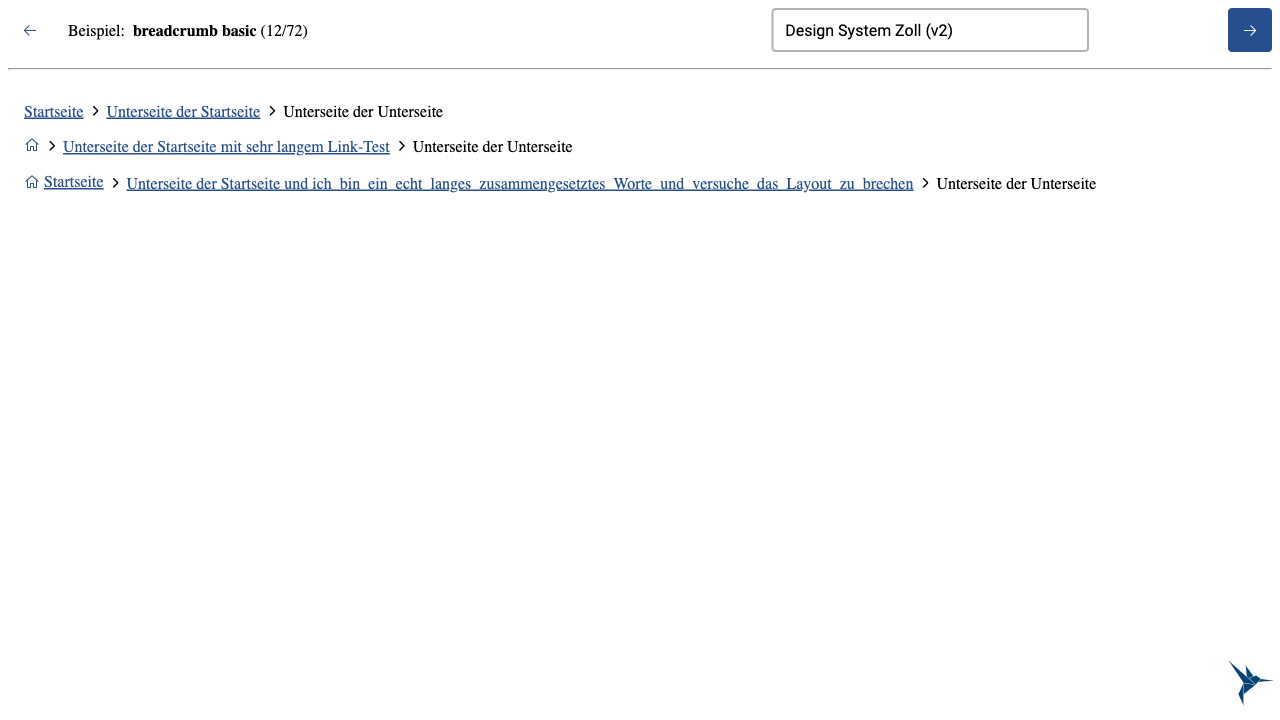 Beispiel: breadcrumb basic (12/72)
Design System Zoll (v2)
Startseite Unterseite der Startseite Unterseite der Unterseite
Unterseite der Startseite mit sehr langem Link-Test Unterseite der Unterseite
Startseite Unterseite der Startseite und ich_bin_ein_echt_langes_zusammengesetztes_Worte_und_versuche_das_Layout_zu_brechen Unterseite der Unterseite